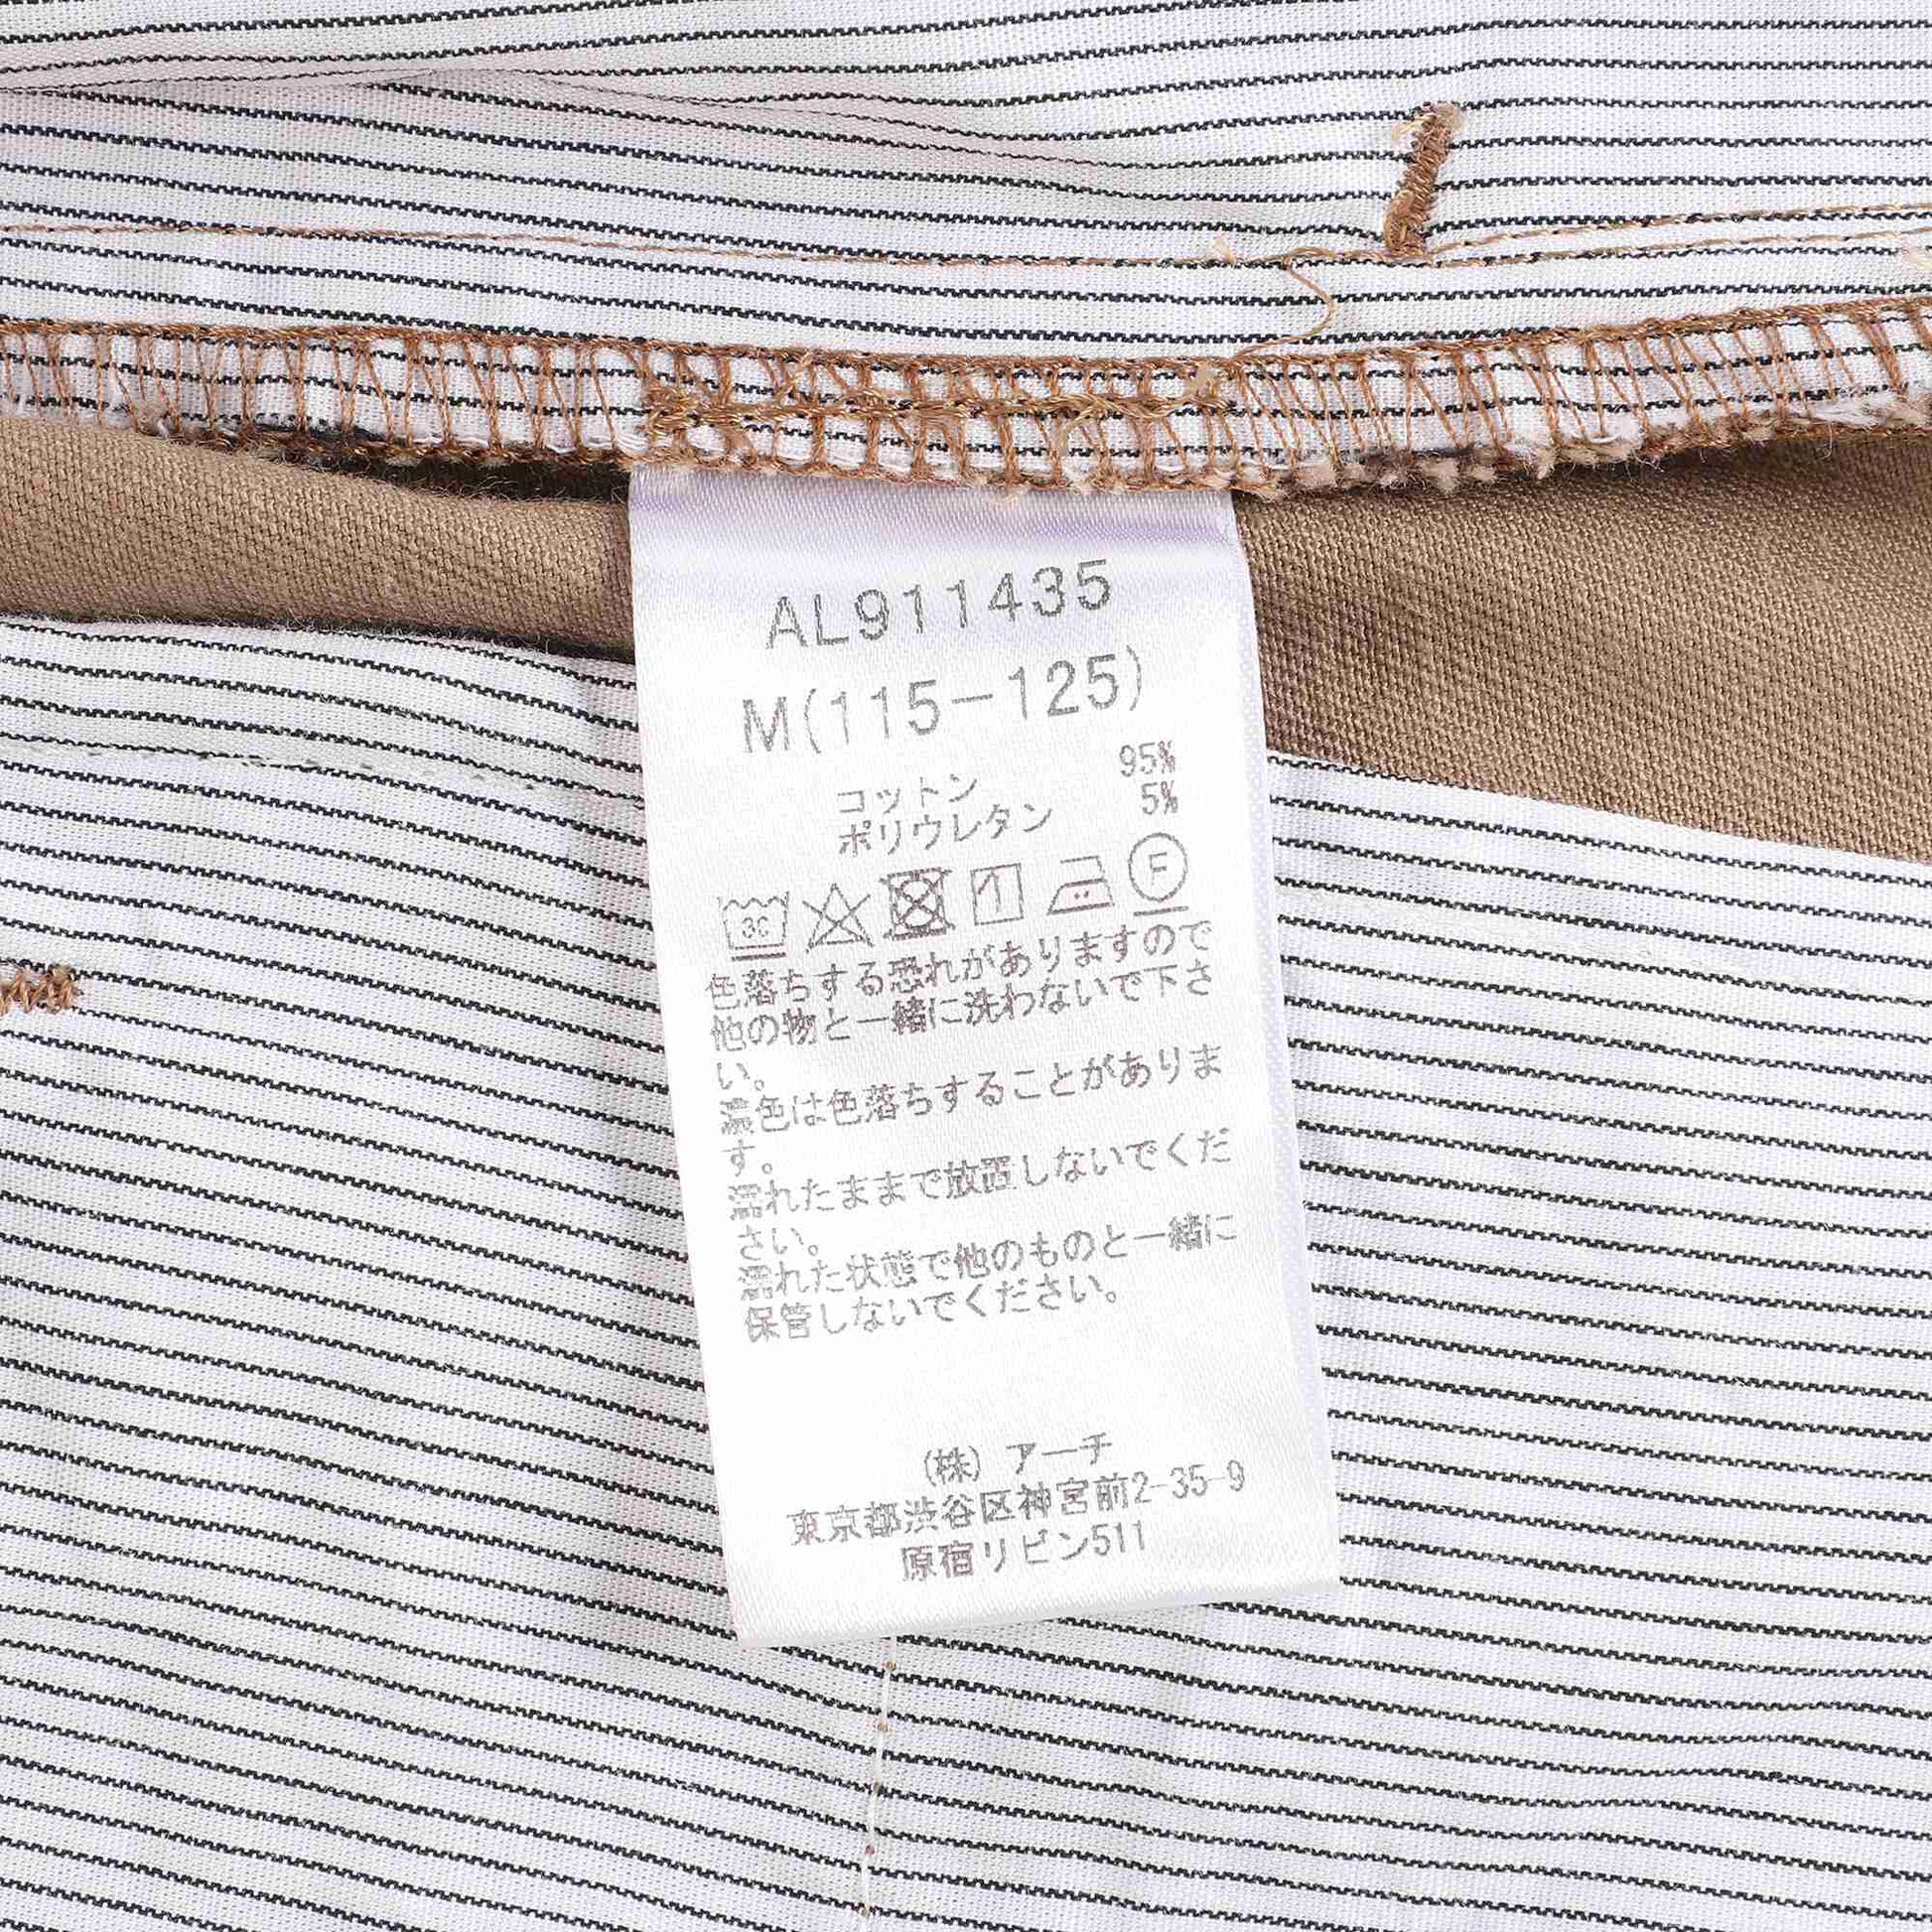 AL911435
M(115-125)
コットン 95%
ポリウレタン 5%
30
F
色落ちする恐れがありますので
他の物と一緒に洗わないで下さ
い。
濃色は色落ちすることがありま
す。
濡れたままで放置しないでくだ
さい。
濡れた状態で他のものと一緒に
保管しないでください。
(株) アーチ
東京都渋谷区神宮前2-35-9
原宿リビン511